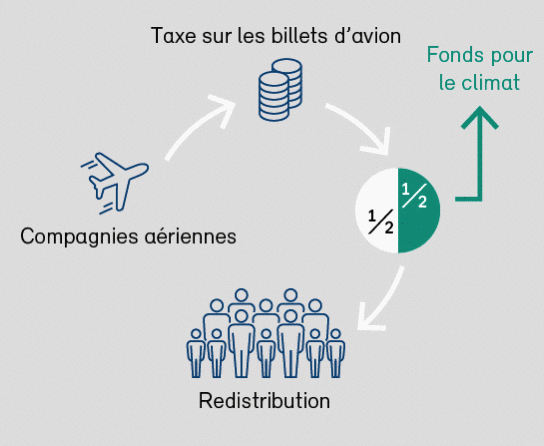 Taxe sur les billets d’avion
Fonds pour
le climat
1/2
1/2
Compagnies aériennes
Redistribution